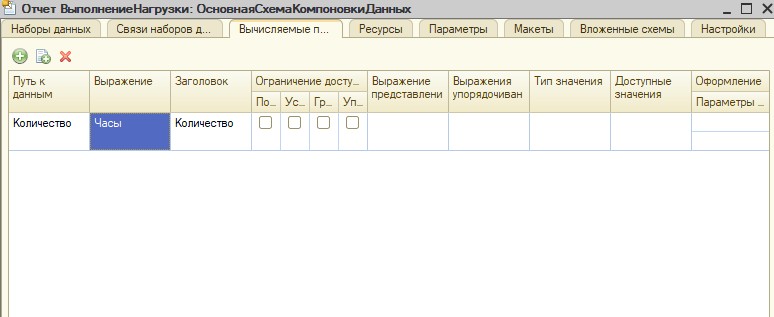 Отчет ВыполнениеНагрузки: ОсновнаяСхемаКомпоновкиДанных
Наборы данных Связи наборов д... Вычисляемые п... Ресурсы Параметры Макеты Вложенные схемы Настройки
Путь к данным Выражение Заголовок Ограничение досту... Выражение представлени Выражения упорядочиван Тип значения Доступные значения Оформление
По... Ус... Гр... Уп... Параметры ...
Количество Часы Количество